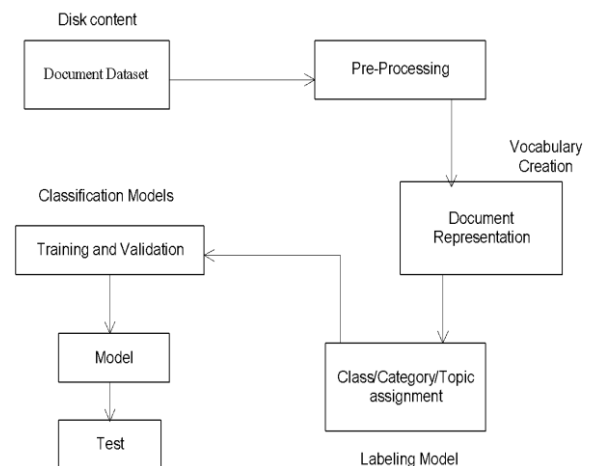 Disk content
Document Dataset
Pre-Processing
Vocabulary
Creation
Document
Representation
Classification Models
Training and Validation
Class/Category/Topic
assignment
Labeling Model
Model
Test